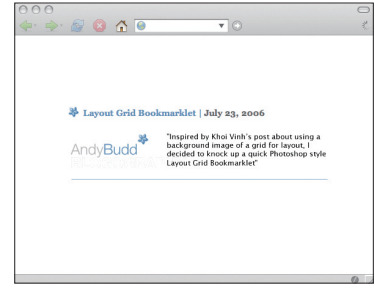 Layout Grid Bookmarklet | July 23, 2006
AndyBudd
"Inspired by Khoi Vinh's post about using a
background image of a grid for layout, I
decided to knock up a quick Photoshop style
Layout Grid Bookmarklet"